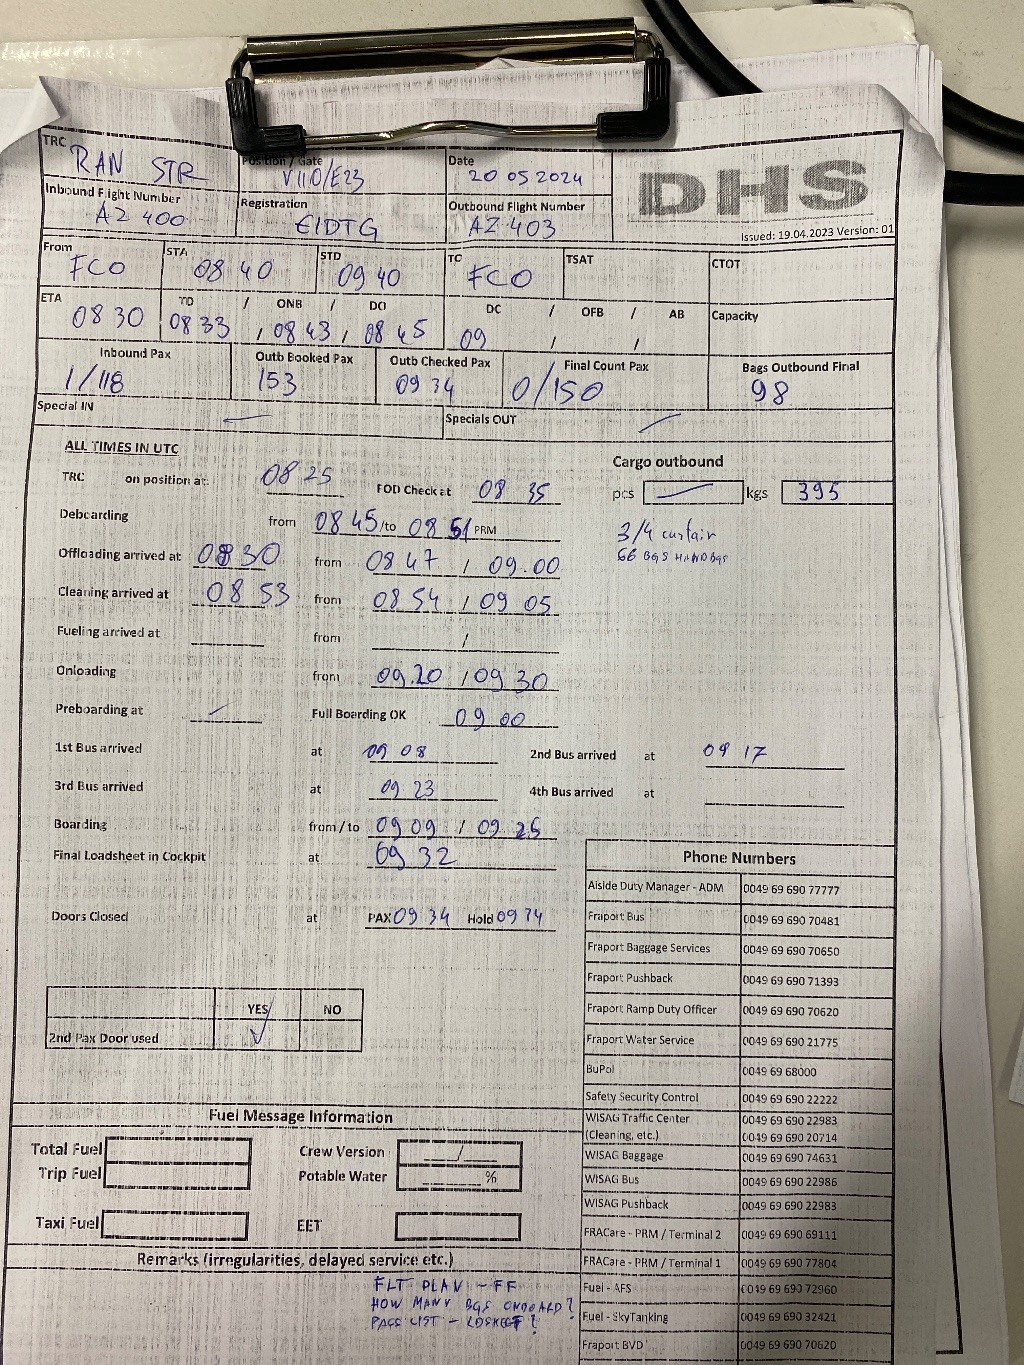 TRC RAN STR Position / Gate V110/E23 Date 20 05 2024 DHS
Inbound Flight Number AZ 400 Registration EIDTG Outbound Flight Number AZ 403 Issued: 19.04.2023 Version: 01
From FCO STA 08 40 STD 09 40 TO FCO TSAT CTOT
ETA 08 30 TD / ONB / DO 08 33 / 08 43 / 08 45 DC / OFB / AB 09 / / Capacity
Inbound Pax 1/118 Outb Booked Pax 153 Outb Checked Pax 09 34 Final Count Pax 0/150 Bags Outbound Final 98
Special IN — Specials OUT —
ALL TIMES IN UTC
Cargo outbound
TRC on position at: 08 25 FOD Check at 08 35 pcs — kgs 395
Deboarding from 08 45/to 08 51 PRM
3/4 curtain
66 BGS HANDBGS
Offloading arrived at 08 30 from 08 47 / 09.00
Cleaning arrived at 08 53 from 08 54 / 09 05
Fueling arrived at from /
Onloading from 09.20 / 09 30
Preboarding at — Full Boarding OK 09 00
1st Bus arrived at 09 08 2nd Bus arrived at 09 17
3rd Bus arrived at 09 23 4th Bus arrived at
Boarding from/to 09 09 / 09 25
Final Loadsheet in Cockpit at 09 32
Doors Closed at PAX 09 34 Hold 09 34
YES NO
2nd Pax Door used ✓
Phone Numbers
Aiside Duty Manager - ADM 0049 69 690 77777
Fraport Bus 0049 69 690 70481
Fraport Baggage Services 0049 69 690 70650
Fraport Pushback 0049 69 690 71393
Fraport Ramp Duty Officer 0049 69 690 70620
Fraport Water Service 0049 69 690 21775
BuPol 0049 69 68000
Safety Security Control 0049 69 690 22222
WISAG Traffic Center 0049 69 690 22983
(Cleaning, etc.) 0049 69 690 20714
WISAG Baggage 0049 69 690 74631
WISAG Bus 0049 69 690 22986
WISAG Pushback 0049 69 690 22983
FRACare - PRM / Terminal 2 0049 69 690 69111
FRACare - PRM / Terminal 1 0049 69 690 77804
Fuel - AFS 0049 69 690 72960
Fuel - SkyTanking 0049 69 690 32421
Fraport BVD 0049 69 690 70620
Fuel Message Information
Total Fuel Crew Version /
Trip Fuel Potable Water %
Taxi Fuel EET
Remarks (irregularities, delayed service etc.)
FLT PLAN - FF
HOW MANY BGS ONBOARD?
PAGG LIST - LDSHEET?